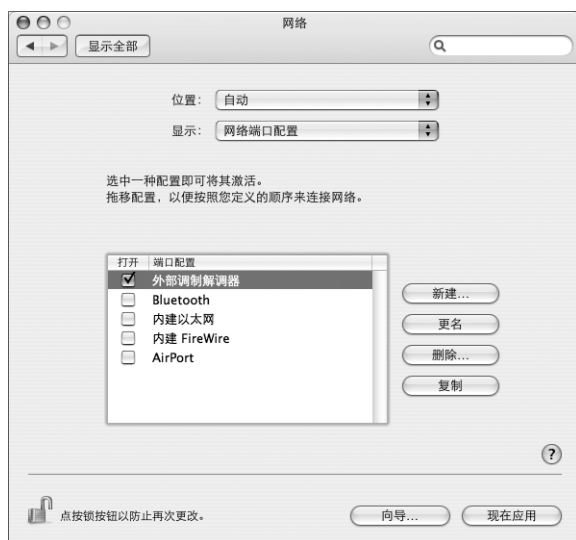 网络
显示全部
位置: 自动
显示: 网络端口配置
选中一种配置即可将其激活。
拖移配置，以便按照您定义的顺序来连接网络。
打开 端口配置
外部调制解调器
Bluetooth
内建以太网
内建 FireWire
AirPort
新建...
更名
删除...
复制
?
点按锁按钮以防止再次更改。
向导...
现在应用